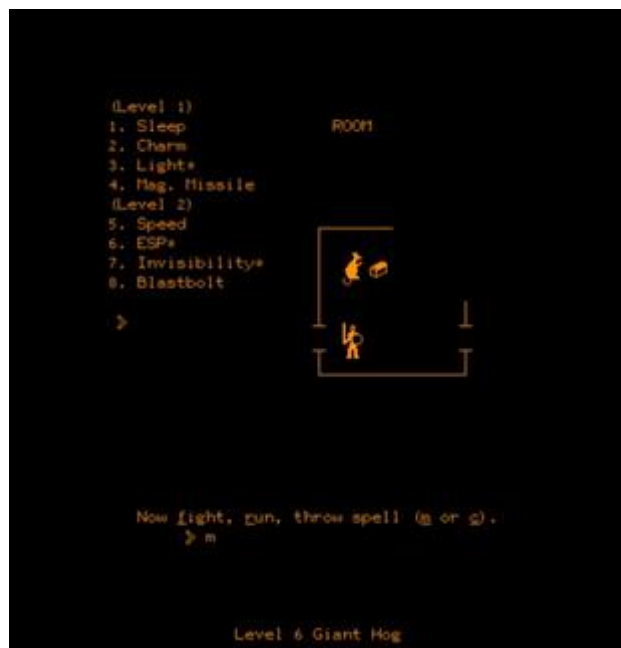 (Level 1)
1. Sleep
2. Charm
3. Light*
4. Mag. Missile
(Level 2)
5. Speed
6. ESP*
7. Invisibility*
8. Blastbolt
>
ROOM
Now fight, run, throw spell (m or c).
> m
Level 6 Giant Hog